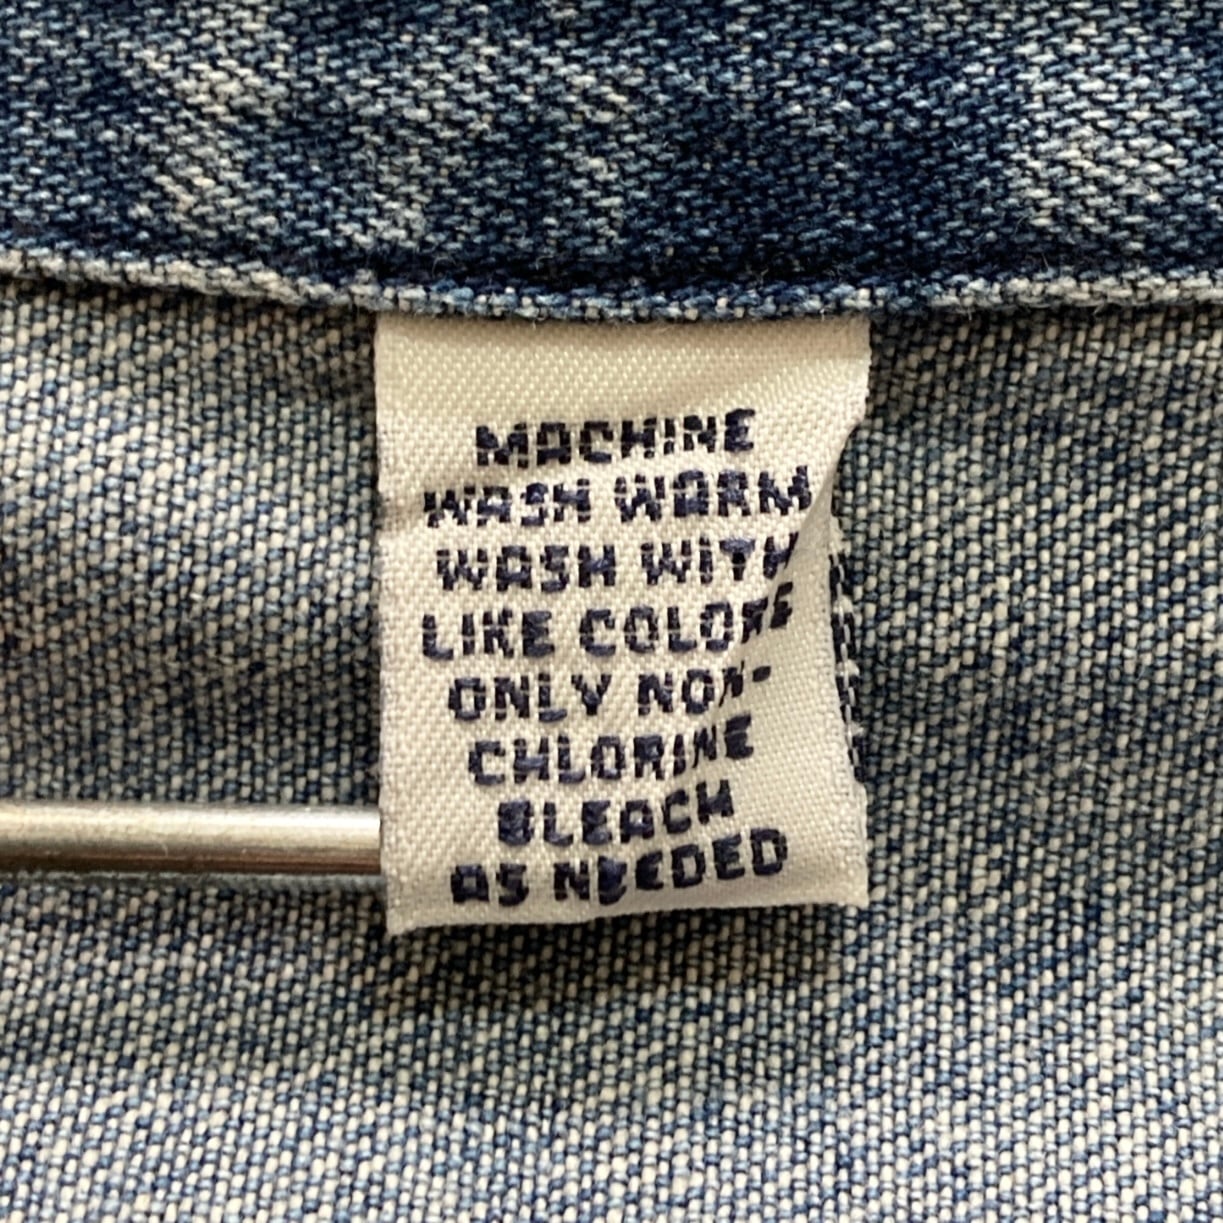 MACHINE
WASH WARM
WASH WITH
LIKE COLORS
ONLY NON-
CHLORINE
BLEACH
AS NEEDED